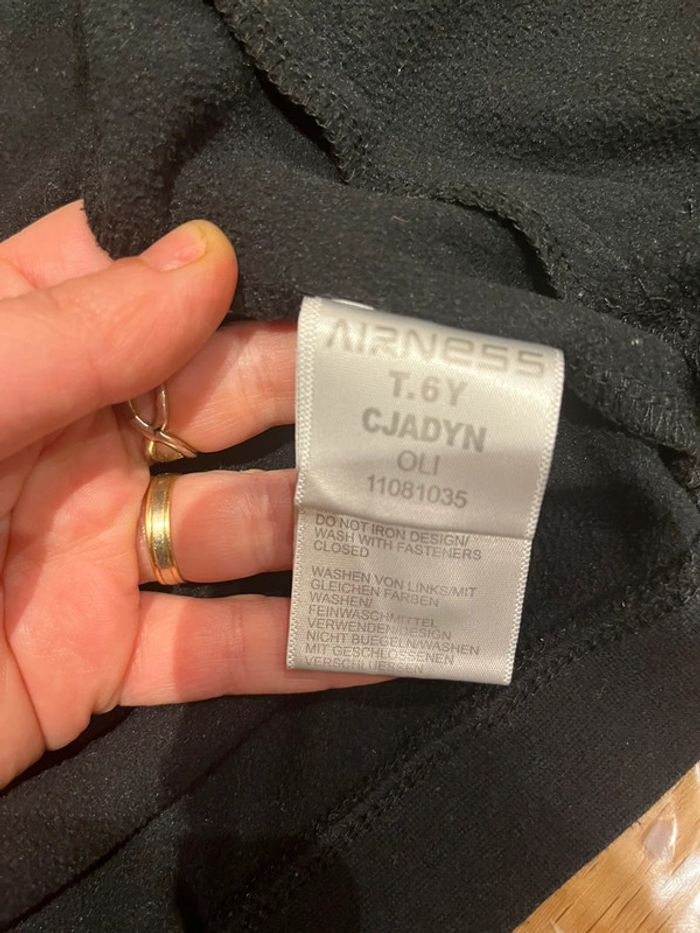 AIRNESS
T.6Y
CJADYN
OLI
11081035
DO NOT IRON DESIGN/
WASH WITH FASTENERS
CLOSED
WASHEN VON LINKS/MIT
GLEICHEN FARBEN
WASHEN/
FEINWASCHMITTEL
VERWENDEN/DESIGN
NICHT BUEGELN/WASHEN
MIT GESCHLOSSENEN
VERSCHLUESSEN